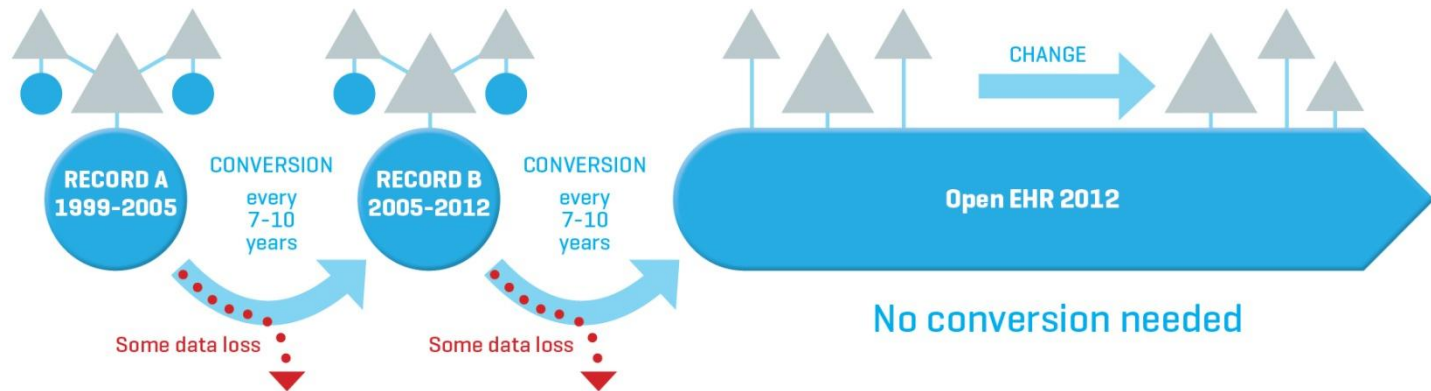 RECORD A
1999-2005
CONVERSION
every
7-10
years
Some data loss
RECORD B
2005-2012
CONVERSION
every
7-10
years
Some data loss
CHANGE
Open EHR 2012
No conversion needed